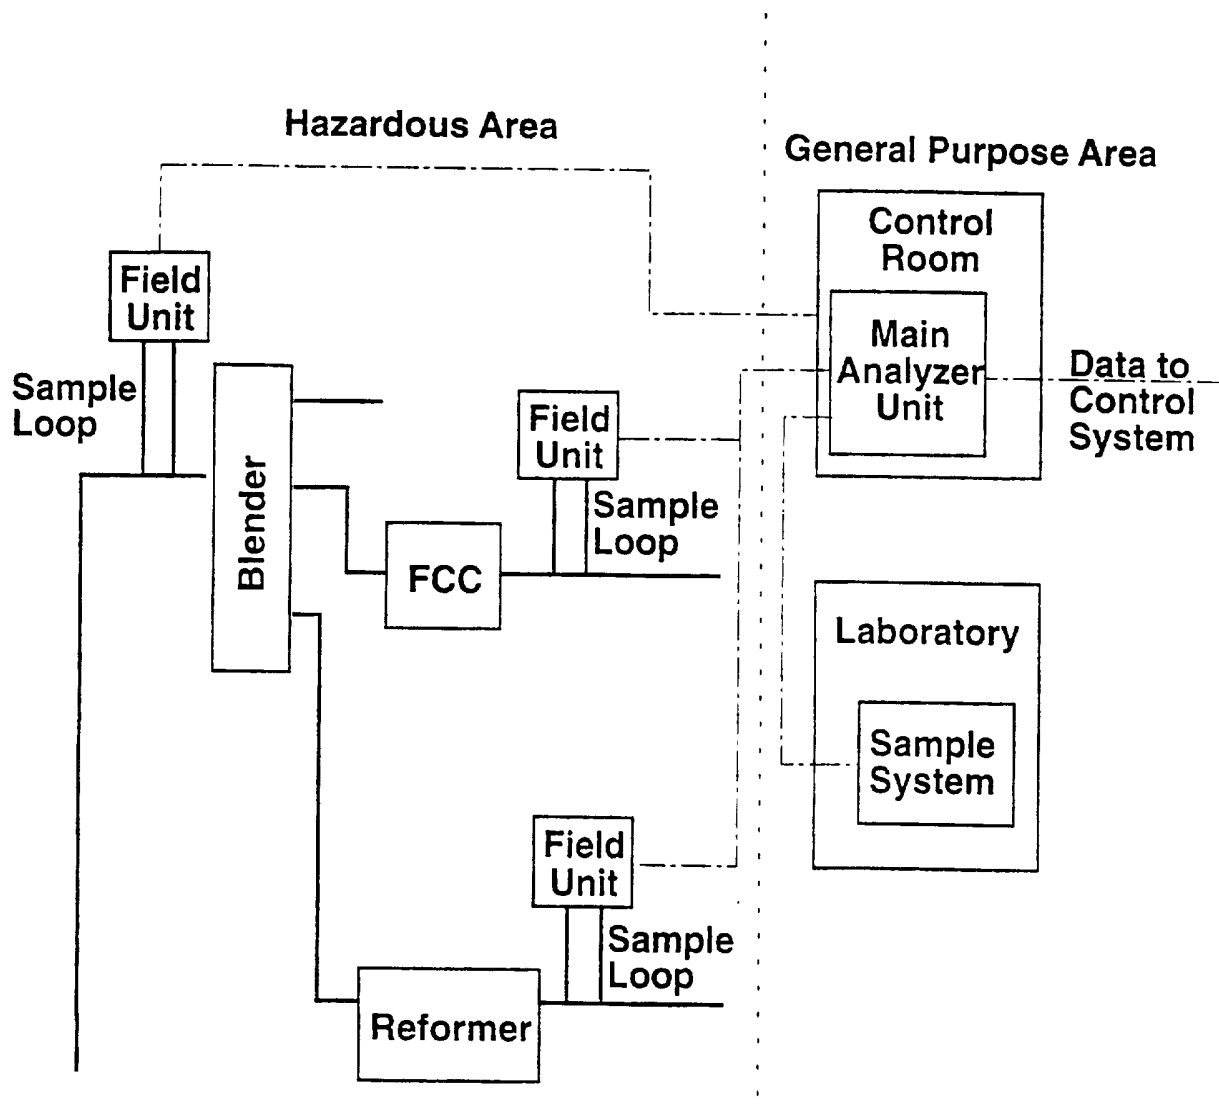 Hazardous Area
General Purpose Area
Control
Room
Field
Unit
Main
Analyzer
Unit
Data to
Control
System
Sample
Loop
Field
Unit
Blender
Sample
Loop
FCC
Laboratory
Sample
System
Field
Unit
Sample
Loop
Reformer